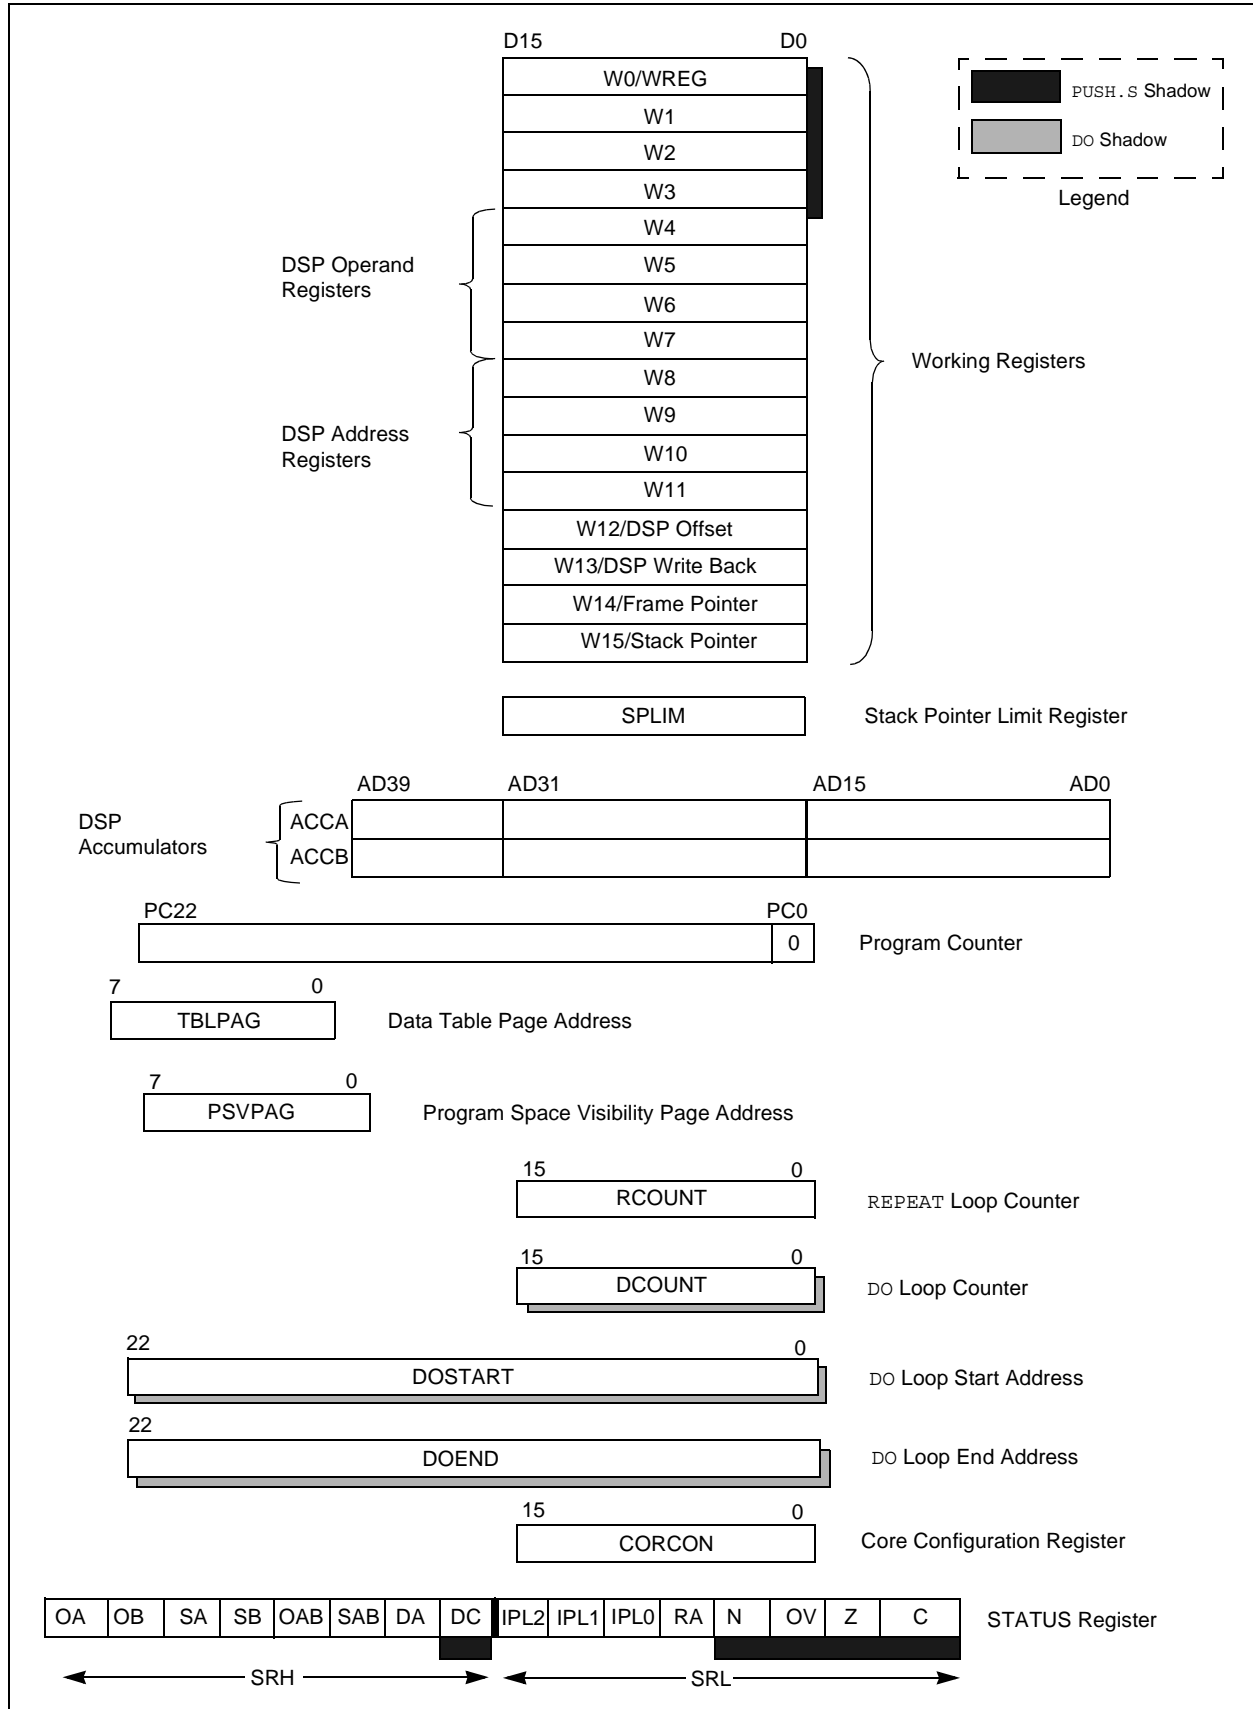 D15 D0
W0/WREG
W1
W2
W3
W4
W5
W6
W7
W8
W9
W10
W11
W12/DSP Offset
W13/DSP Write Back
W14/Frame Pointer
W15/Stack Pointer
PUSH.S Shadow
DO Shadow
Legend
DSP Operand
Registers
DSP Address
Registers
Working Registers
SPLIM Stack Pointer Limit Register
AD39 AD31 AD15 AD0
DSP
Accumulators
ACCA
ACCB
PC22 PC0
0 Program Counter
7 0
TBLPAG Data Table Page Address
7 0
PSVPAG Program Space Visibility Page Address
15 0
RCOUNT REPEAT Loop Counter
15 0
DCOUNT DO Loop Counter
22 0
DOSTART DO Loop Start Address
22
DOEND DO Loop End Address
15 0
CORCON Core Configuration Register
OA OB SA SB OAB SAB DA DC IPL2 IPL1 IPL0 RA N OV Z C STATUS Register
SRH SRL